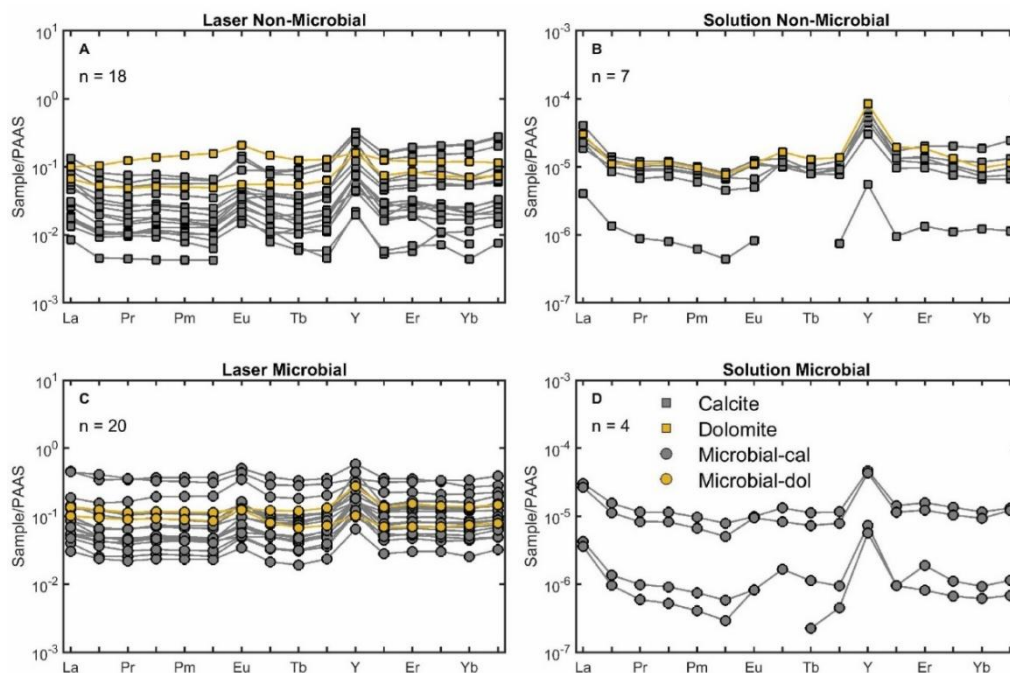 Laser Non-Microbial
10^1
A
n = 18
10^0
10^-1
10^-2
10^-3
Sample/PAAS
La Pr Pm Eu Tb Y Er Yb
Solution Non-Microbial
10^-3
B
n = 7
10^-4
10^-5
10^-6
10^-7
Sample/PAAS
La Pr Pm Eu Tb Y Er Yb
Laser Microbial
10^1
C
n = 20
10^0
10^-1
10^-2
10^-3
Sample/PAAS
La Pr Pm Eu Tb Y Er Yb
Solution Microbial
10^-3
D
n = 4
Calcite
Dolomite
Microbial-cal
Microbial-dol
10^-4
10^-5
10^-6
10^-7
Sample/PAAS
La Pr Pm Eu Tb Y Er Yb